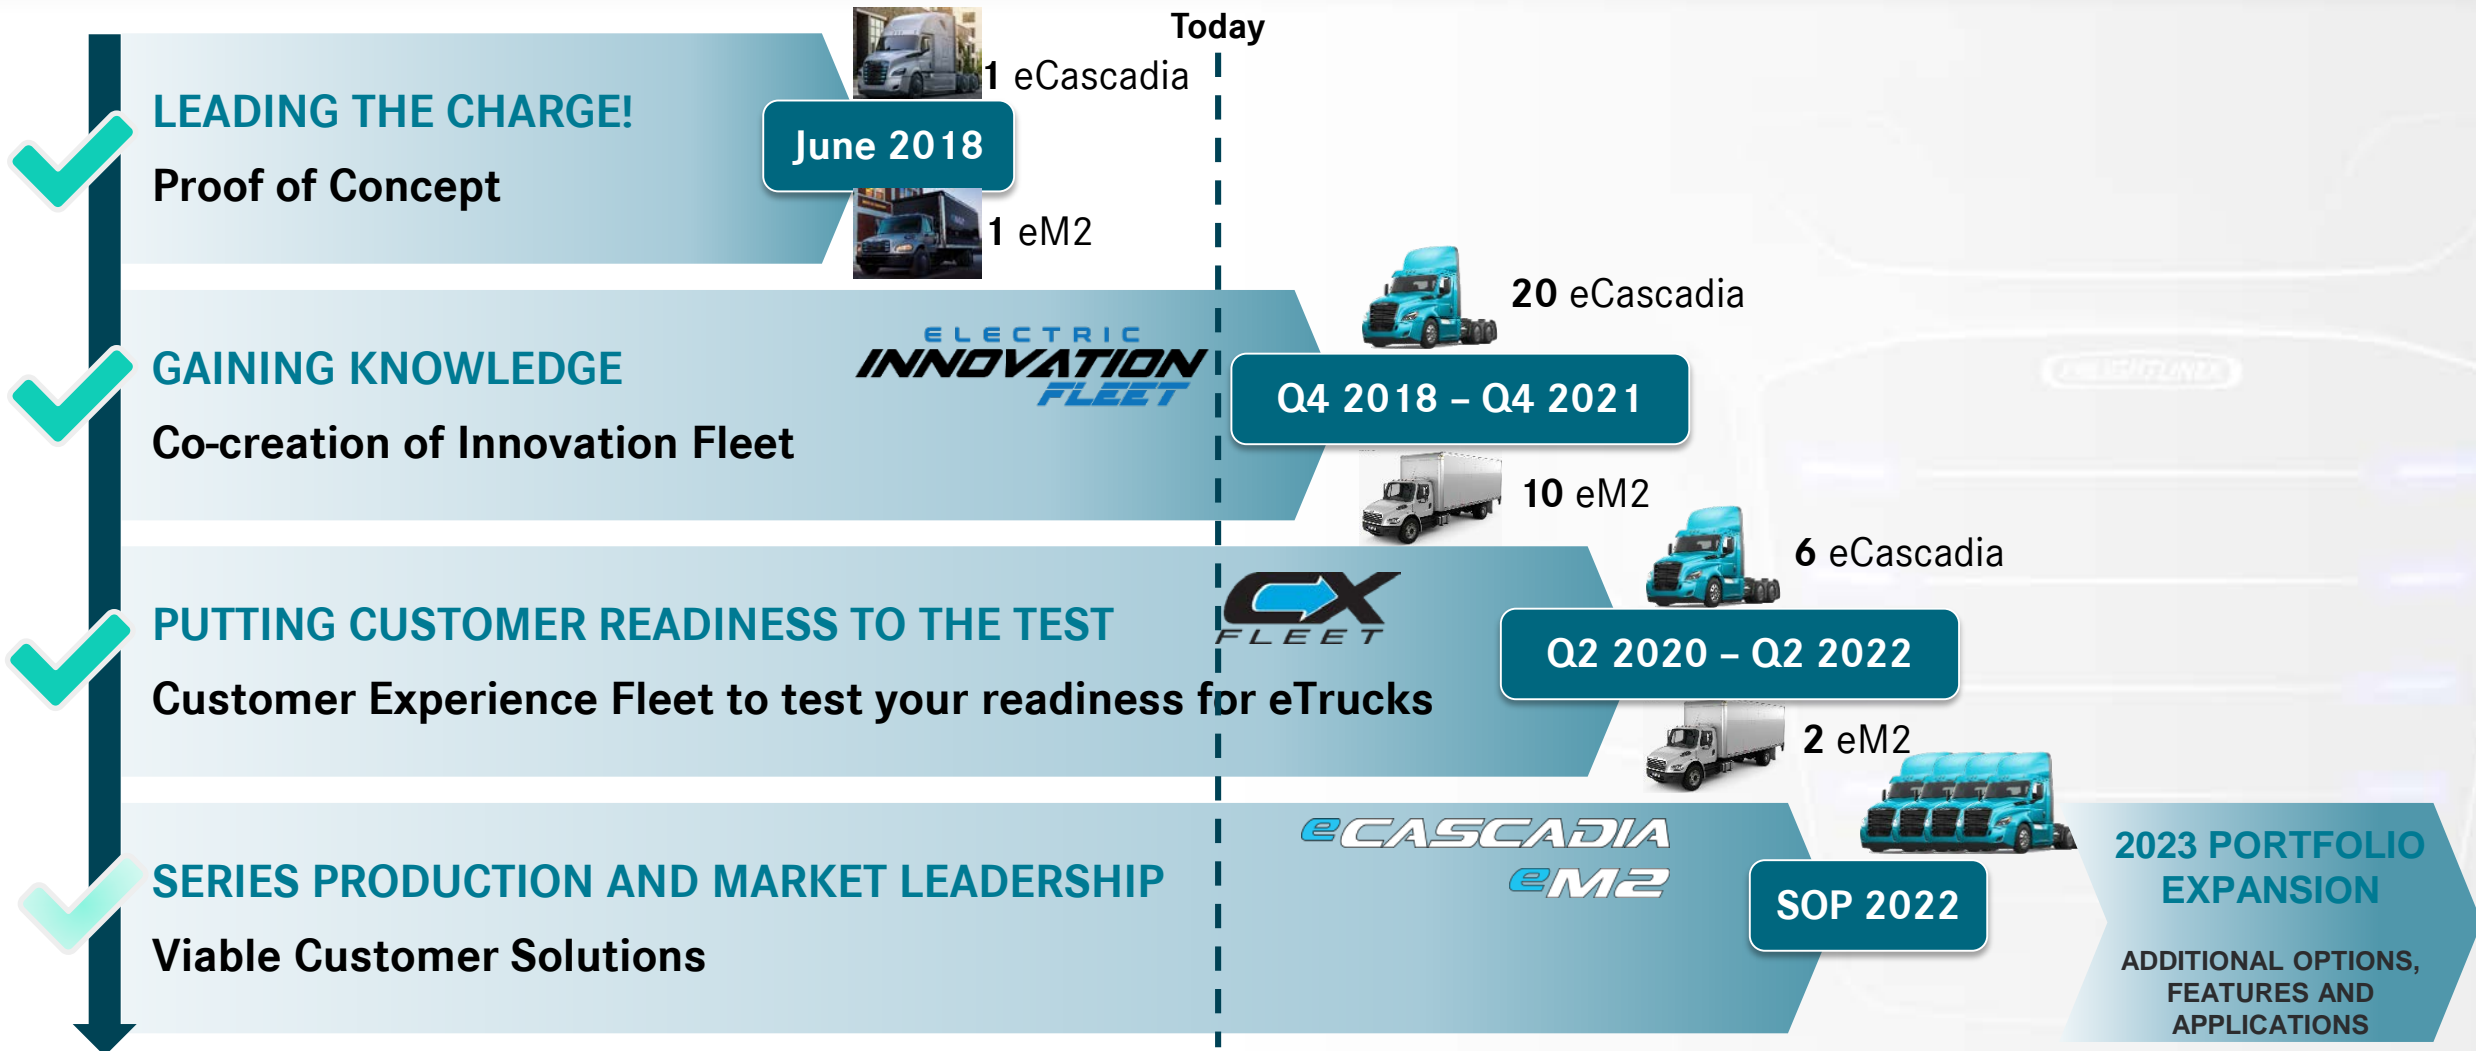 Today
1 eCascadia
LEADING THE CHARGE!
June 2018
Proof of Concept
1 eM2
20 eCascadia
ELECTRIC
INNOVATION
FLEET
GAINING KNOWLEDGE
Q4 2018 – Q4 2021
Co-creation of Innovation Fleet
10 eM2
6 eCascadia
CX
FLEET
PUTTING CUSTOMER READINESS TO THE TEST
Q2 2020 – Q2 2022
Customer Experience Fleet to test your readiness for eTrucks
2 eM2
eCASCADIA
eM2
SERIES PRODUCTION AND MARKET LEADERSHIP
SOP 2022
Viable Customer Solutions
2023 PORTFOLIO
EXPANSION
ADDITIONAL OPTIONS,
FEATURES AND
APPLICATIONS
FREIGHTLINER